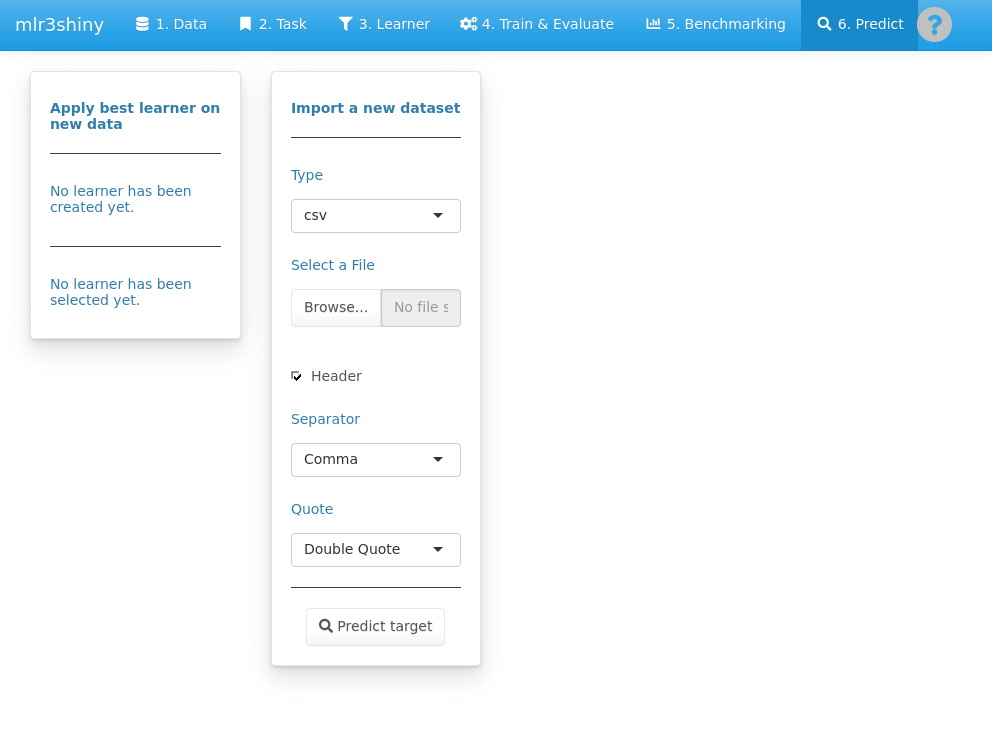 mlr3shiny
1. Data
2. Task
3. Learner
4. Train & Evaluate
5. Benchmarking
6. Predict
?
Apply best learner on
new data
No learner has been
created yet.
No learner has been
selected yet.
Import a new dataset
Type
csv
Select a File
Browse...
No file s
Header
Separator
Comma
Quote
Double Quote
Predict target